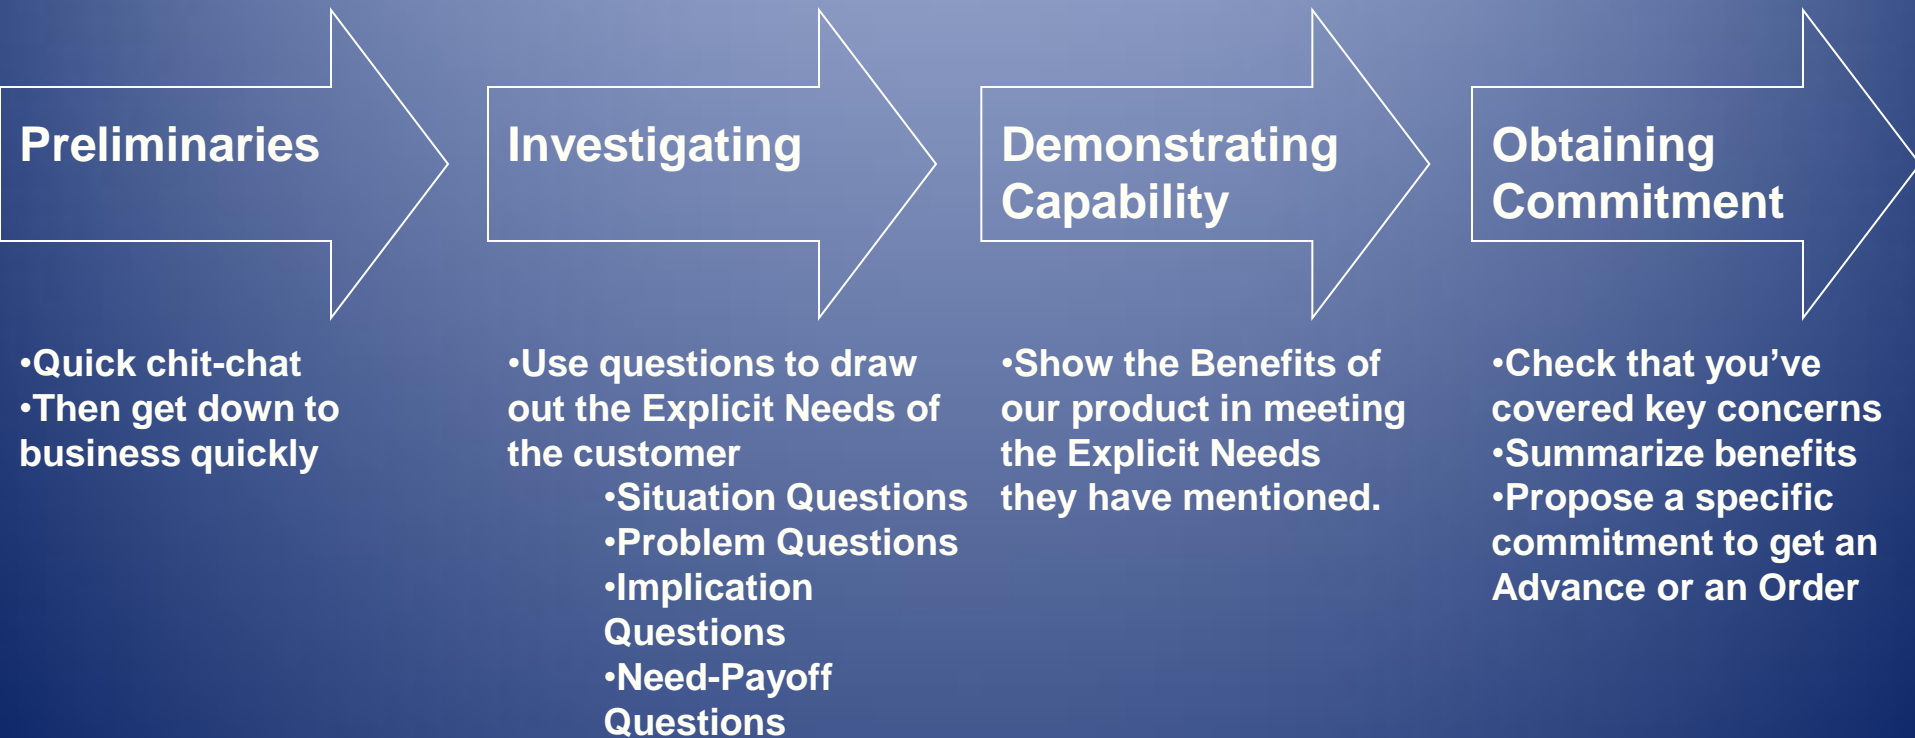 Preliminaries
•Quick chit-chat
•Then get down to
business quickly
Investigating
•Use questions to draw
out the Explicit Needs of
the customer
•Situation Questions
•Problem Questions
•Implication
Questions
•Need-Payoff
Questions
Demonstrating
Capability
•Show the Benefits of
our product in meeting
the Explicit Needs
they have mentioned.
Obtaining
Commitment
•Check that you’ve
covered key concerns
•Summarize benefits
•Propose a specific
commitment to get an
Advance or an Order